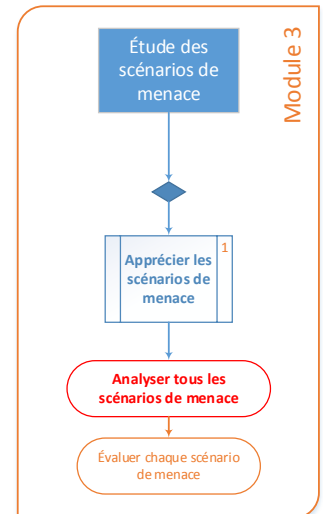 Module 3
Étude des
scénarios de
menace
1
Apprécier les
scénarios de
menace
Analyser tous les
scénarios de menace
Évaluer chaque scénario
de menace